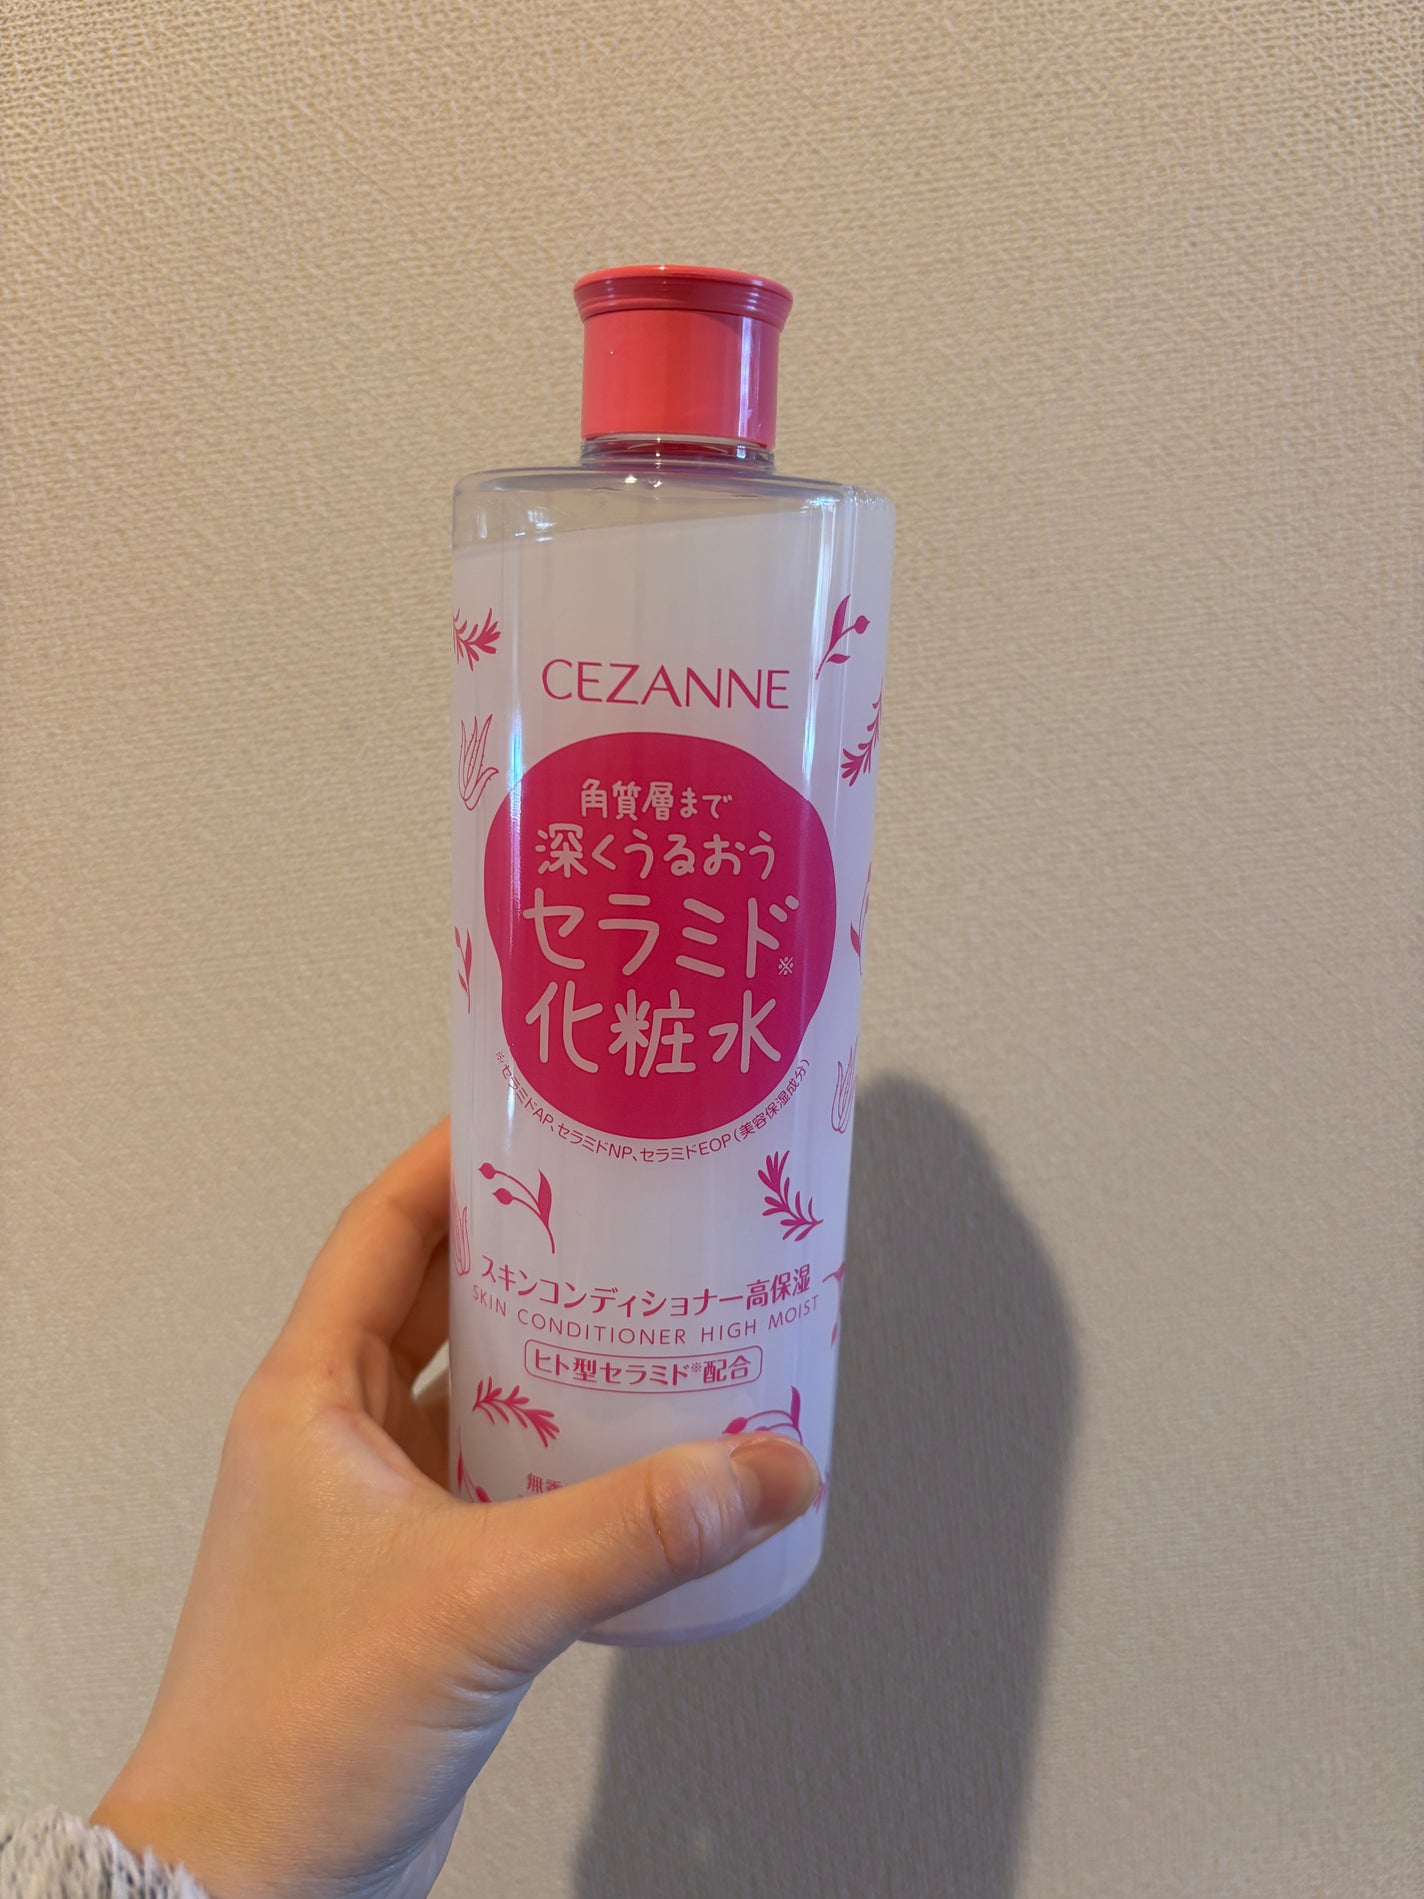 CEZANNE
角質層まで
深くうるおう
セラミド※
化粧水
※セラミドAP、セラミドNP、セラミドEOP(美容保湿成分)
スキンコンディショナー高保湿
SKIN CONDITIONER HIGH MOIST
ヒト型セラミド※配合
無香